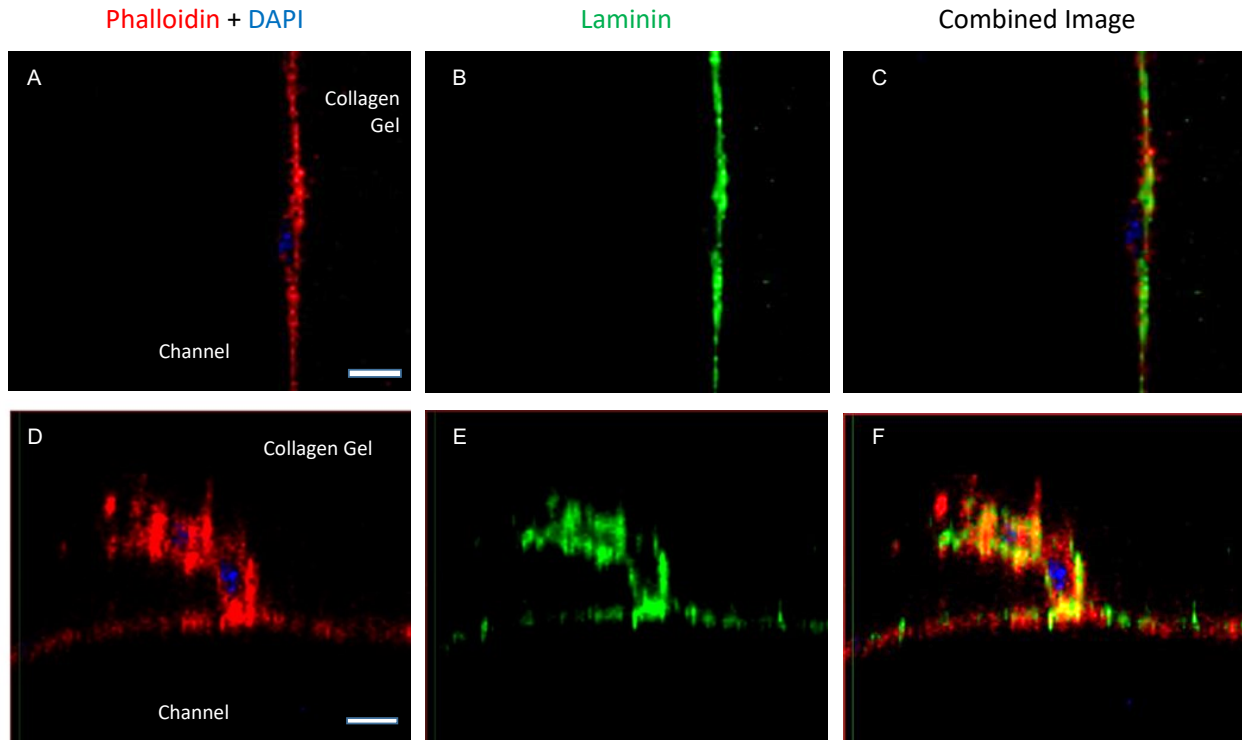 Phalloidin + DAPI
Laminin
Combined Image
A
Collagen
Gel
Channel
B
C
D
Collagen Gel
Channel
E
F